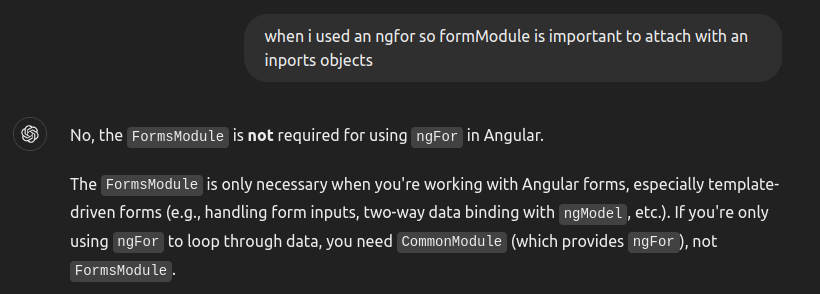 when i used an ngfor so formModule is important to attach with an
inports objects
No, the FormsModule is not required for using ngFor in Angular.
The FormsModule is only necessary when you're working with Angular forms, especially template-
driven forms (e.g., handling form inputs, two-way data binding with ngModel, etc.). If you're only
using ngFor to loop through data, you need CommonModule (which provides ngFor), not
FormsModule.